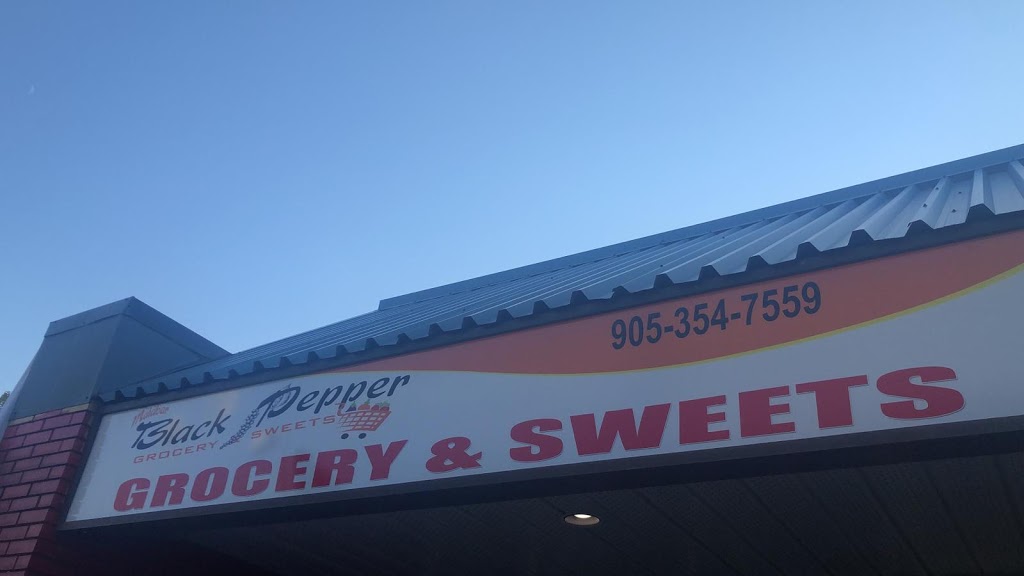 905-354-7559
Black Pepper
GROCERY SWEETS
GROCERY & SWEETS